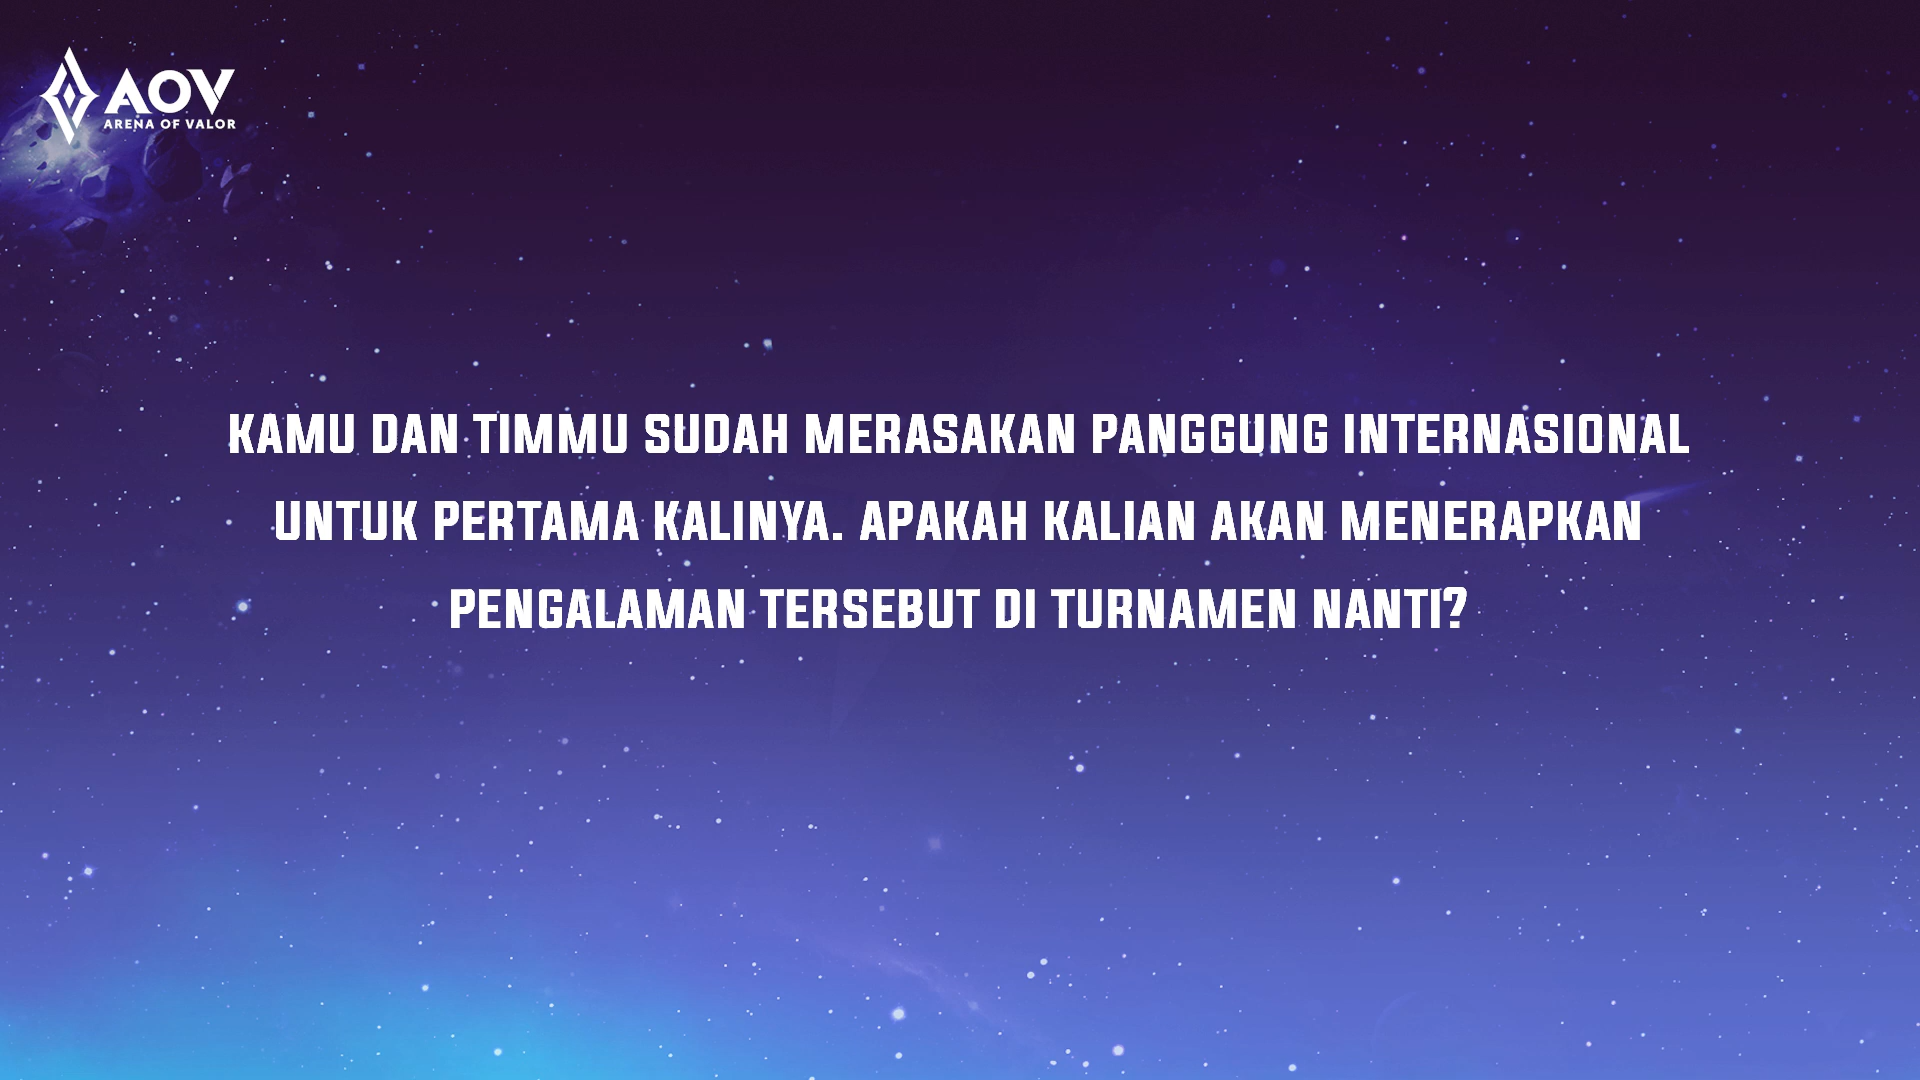 AOV
ARENA OF VALOR
KAMU DAN TIMMU SUDAH MERASAKAN PANGGUNG INTERNASIONAL
UNTUK PERTAMA KALINYA. APAKAH KALIAN AKAN MENERAPKAN
PENGALAMAN TERSEBUT DI TURNAMEN NANTI?